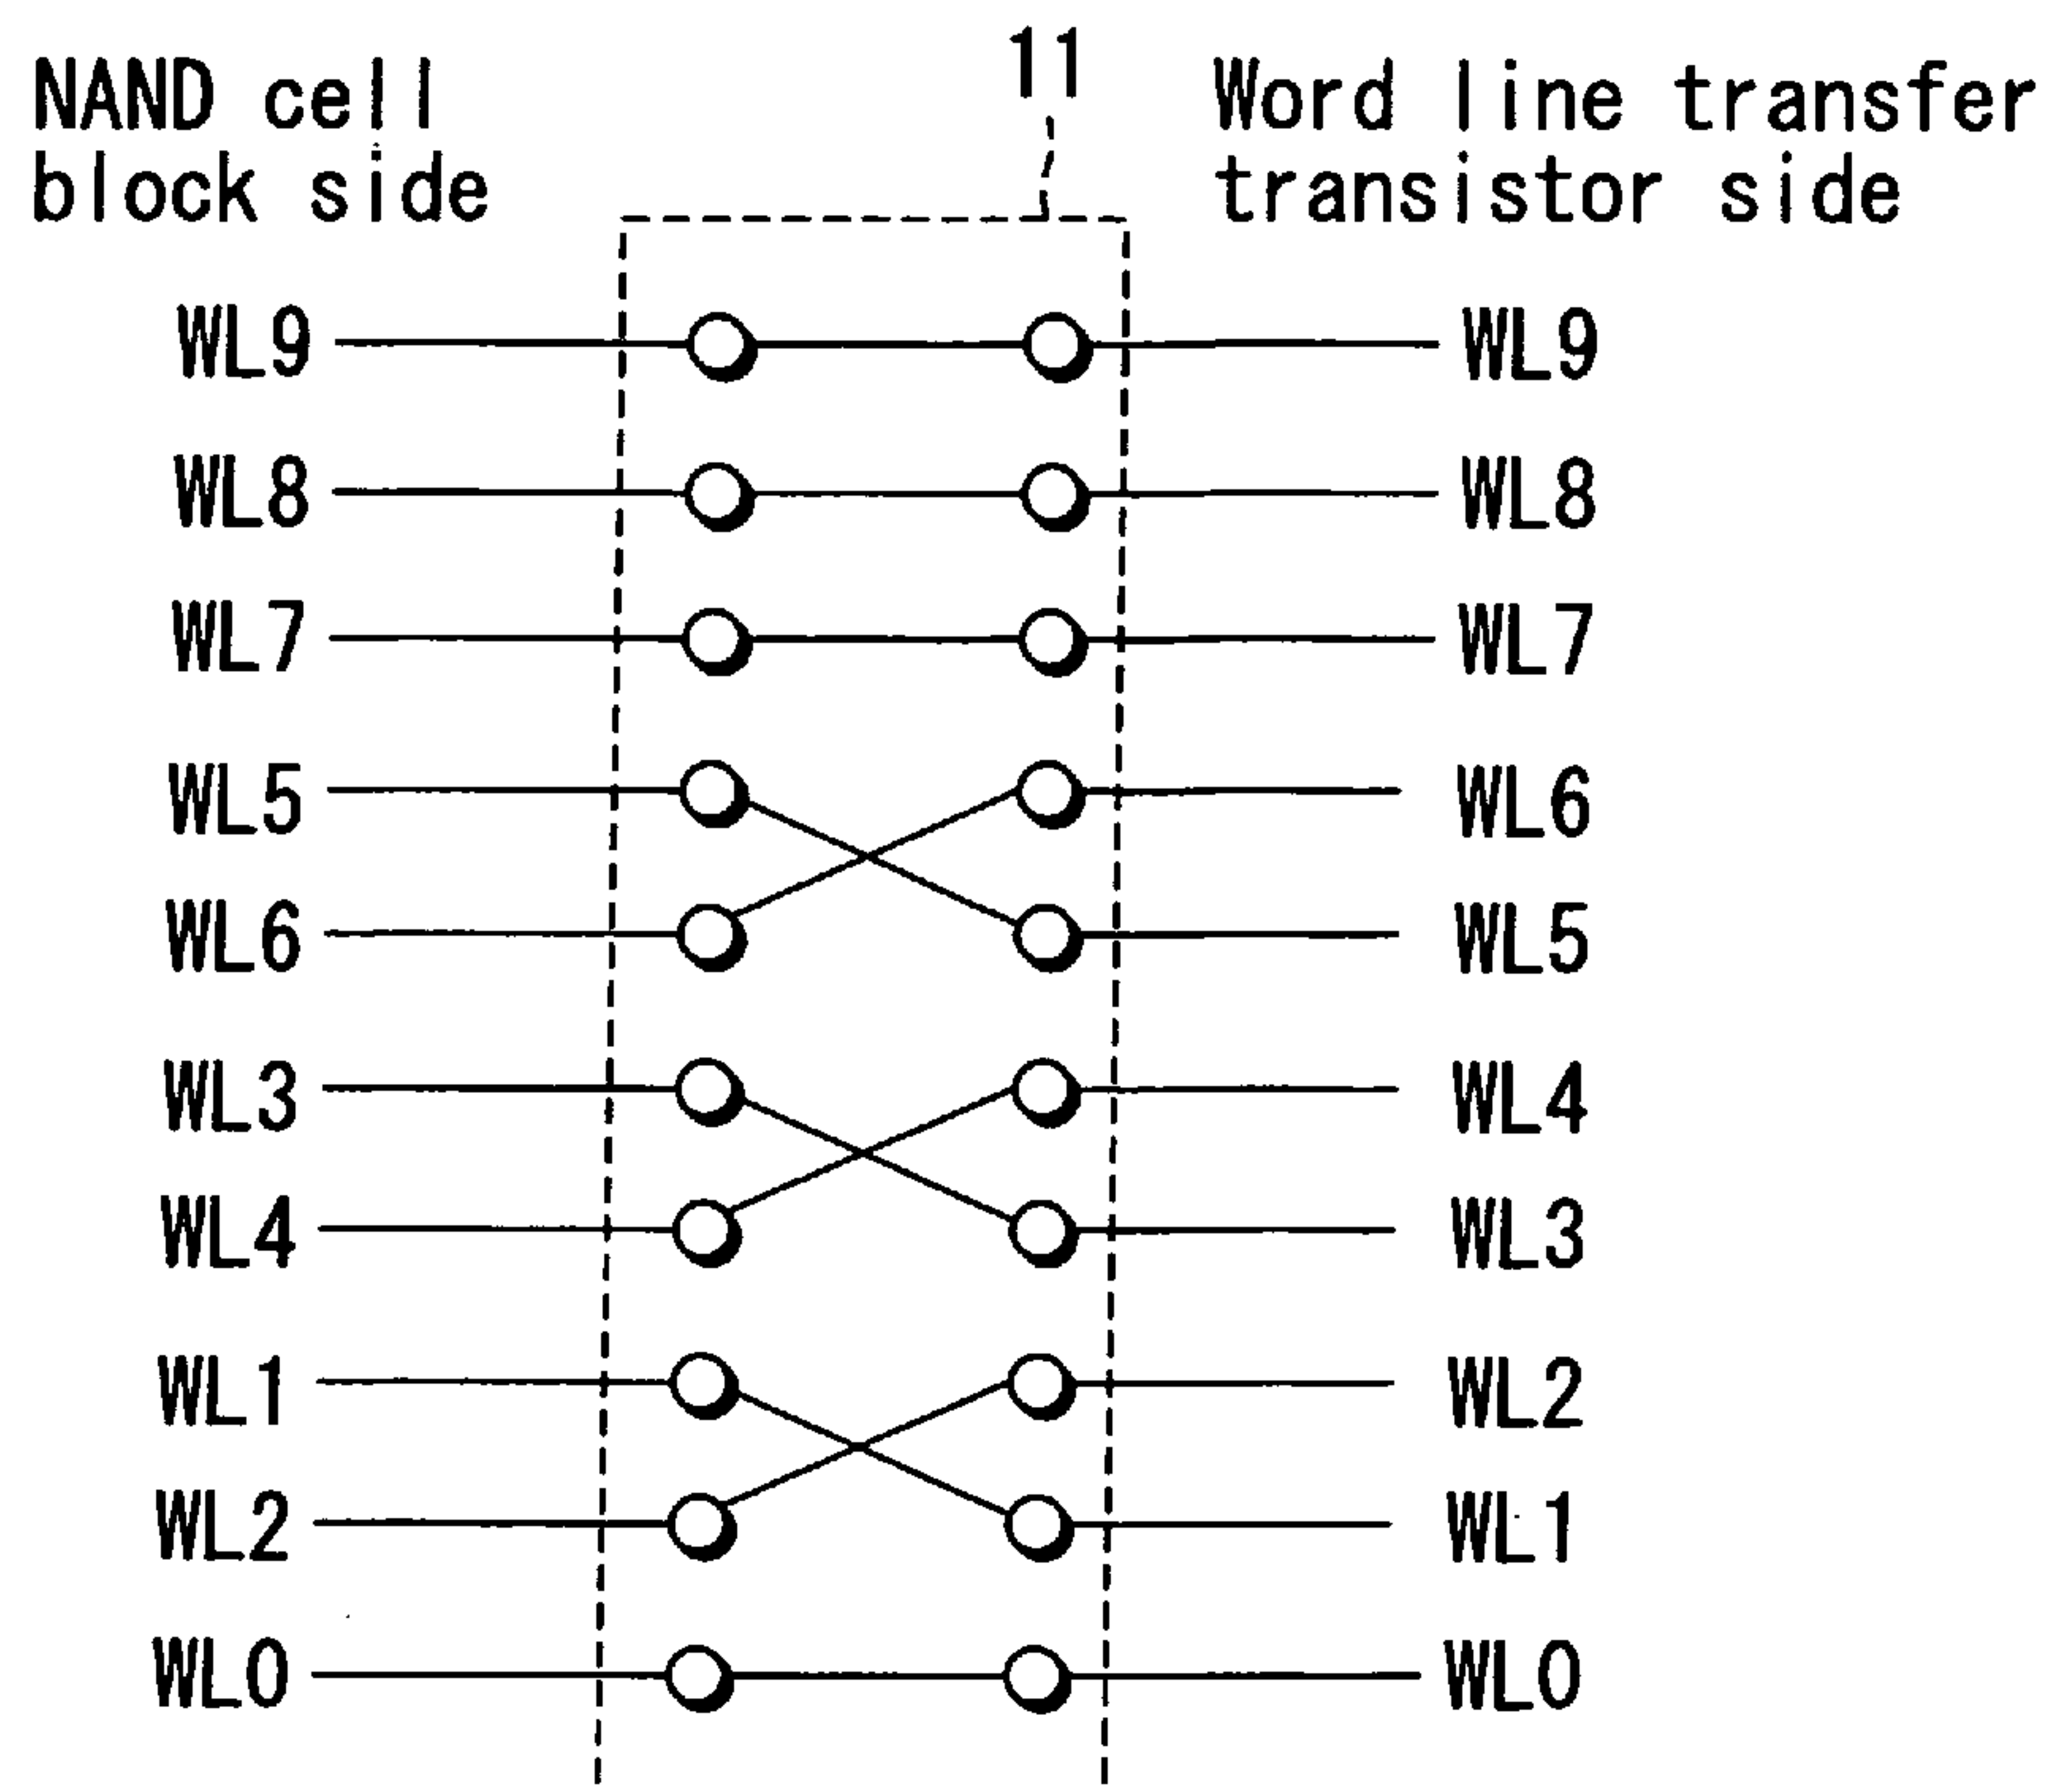 NAND cell
block side
11
Word line transfer
transistor side
WL9 WL9
WL8 WL8
WL7 WL7
WL5 WL6
WL6 WL5
WL3 WL4
WL4 WL3
WL1 WL2
WL2 WL1
WL0 WL0